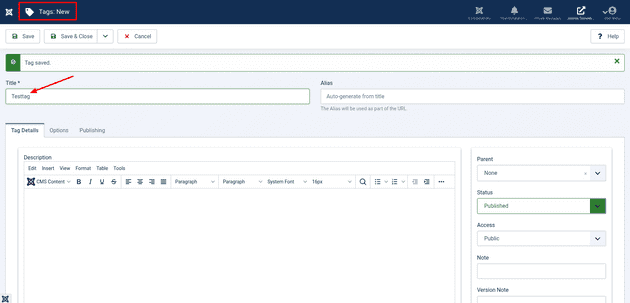 Tags: New
Save
Save & Close
Cancel
Help
Tag saved.
Title *
Alias
Testtag
Auto-generate from title
The Alias will be used as part of the URL.
Tag Details
Options
Publishing
Description
Edit Insert View Format Table Tools
CMS Content B I U S Paragraph Paragraph System Font 16px
Parent
None
Status
Published
Access
Public
Note
Version Note